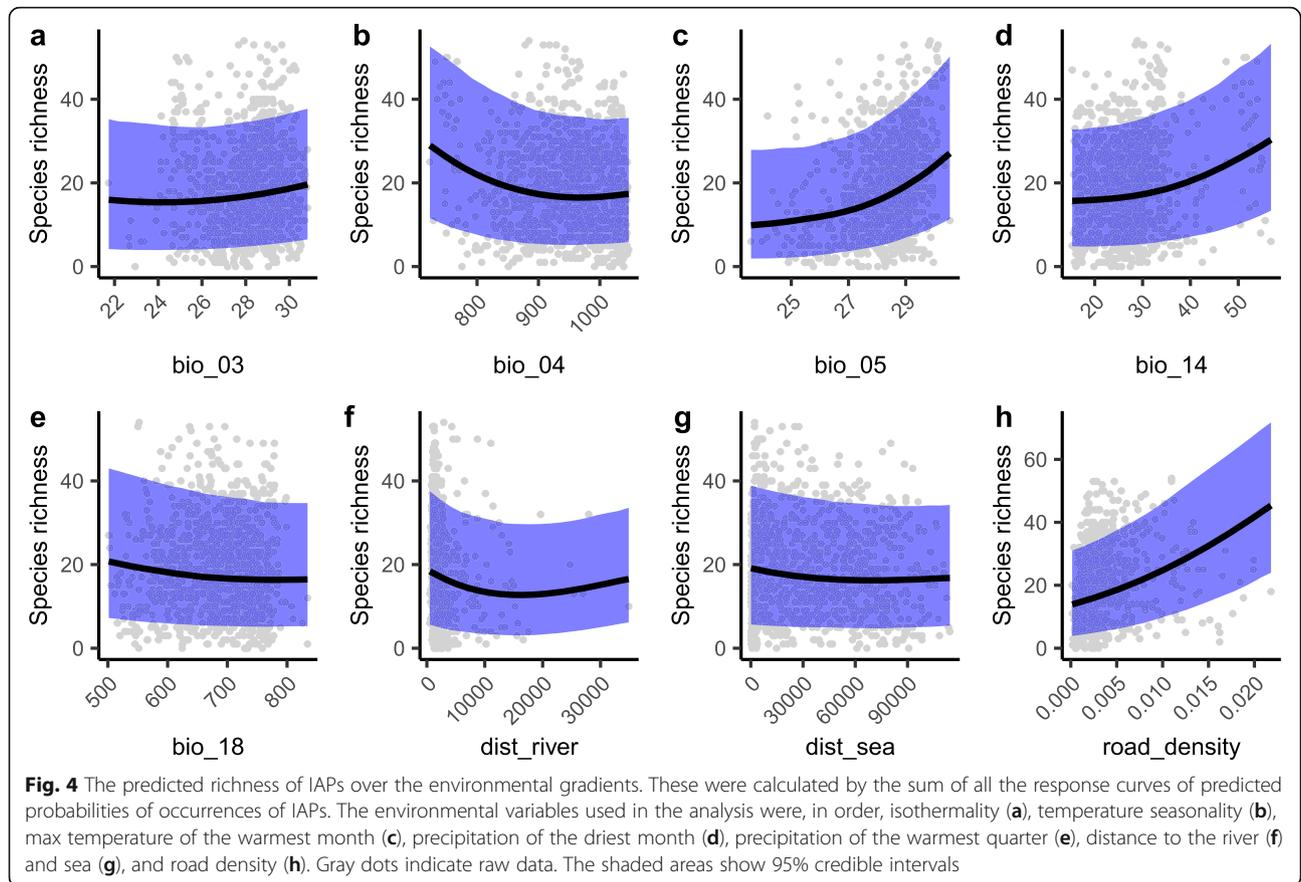 a
b
c
d
Species richness
Species richness
Species richness
Species richness
40
20
0
40
20
0
40
20
0
40
20
0
22 24 26 28 30
800 900 1000
25 27 29
20 30 40 50
bio_03
bio_04
bio_05
bio_14
e
f
g
h
Species richness
Species richness
Species richness
Species richness
40
20
0
40
20
0
40
20
0
60
40
20
0
500 600 700 800
0 10000 20000 30000
0 30000 60000 90000
0.000 0.005 0.010 0.015 0.020
bio_18
dist_river
dist_sea
road_density
Fig. 4 The predicted richness of IAPs over the environmental gradients. These were calculated by the sum of all the response curves of predicted
probabilities of occurrences of IAPs. The environmental variables used in the analysis were, in order, isothermality (a), temperature seasonality (b),
max temperature of the warmest month (c), precipitation of the driest month (d), precipitation of the warmest quarter (e), distance to the river (f)
and sea (g), and road density (h). Gray dots indicate raw data. The shaded areas show 95% credible intervals